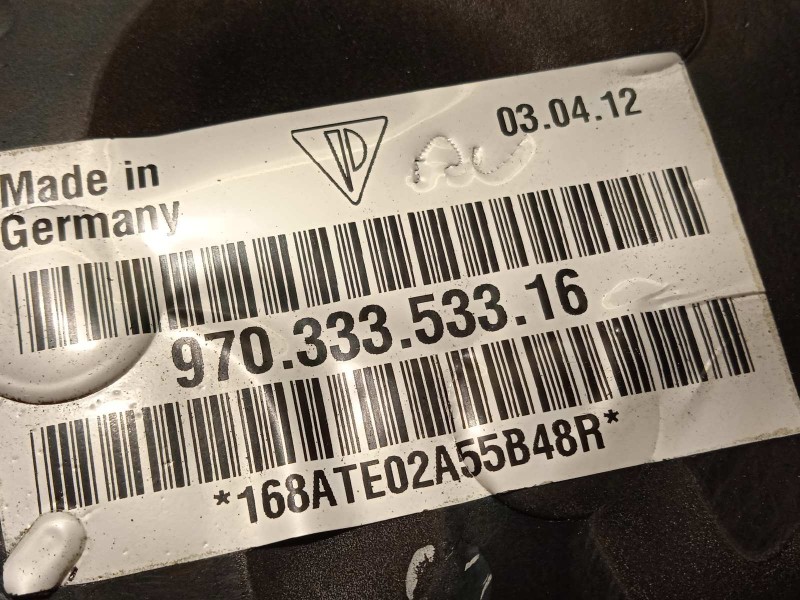 03.04.12
Made in
Germany
970.333.533.16
*168ATE02A55B48R*